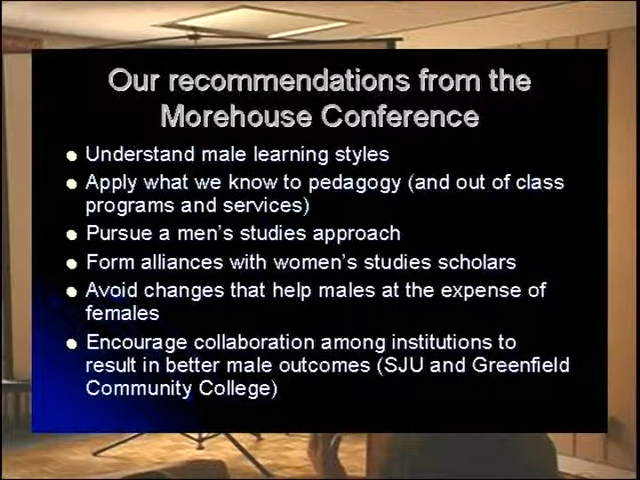 Our recommendations from the
Morehouse Conference
Understand male learning styles
Apply what we know to pedagogy (and out of class
programs and services)
Pursue a men's studies approach
Form alliances with women's studies scholars
Avoid changes that help males at the expense of
females
Encourage collaboration among institutions to
result in better male outcomes (SJU and Greenfield
Community College)